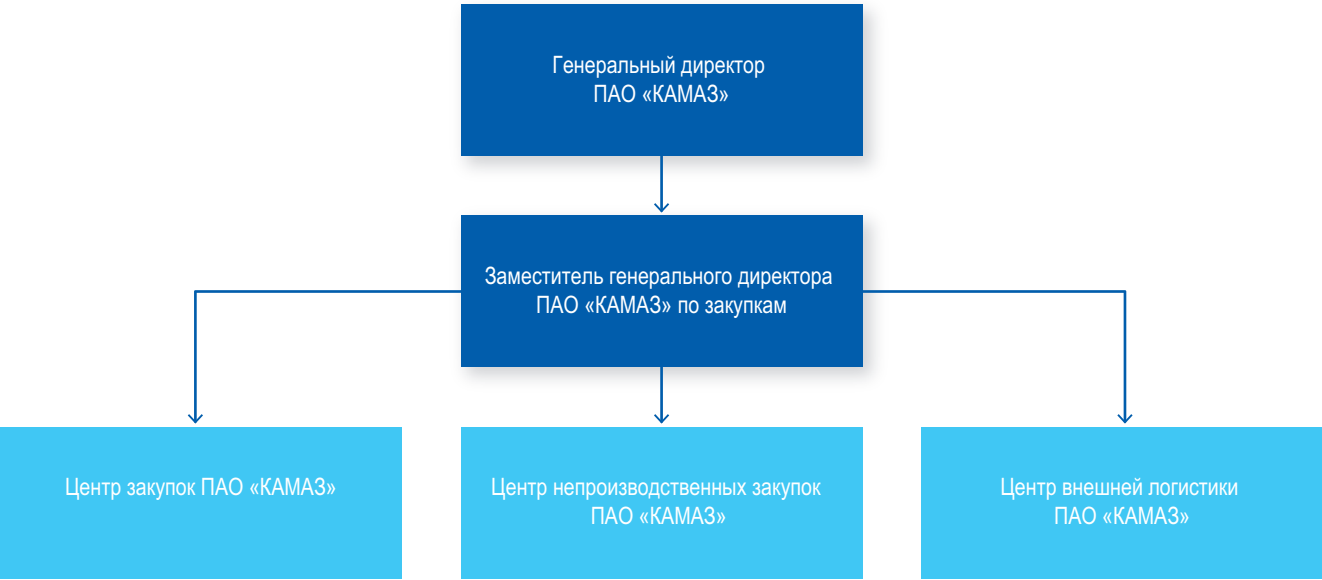 Генеральный директор
ПАО «КАМАЗ»
Заместитель генерального директора
ПАО «КАМАЗ» по закупкам
Центр закупок ПАО «КАМАЗ»
Центр непроизводственных закупок
ПАО «КАМАЗ»
Центр внешней логистики
ПАО «КАМАЗ»